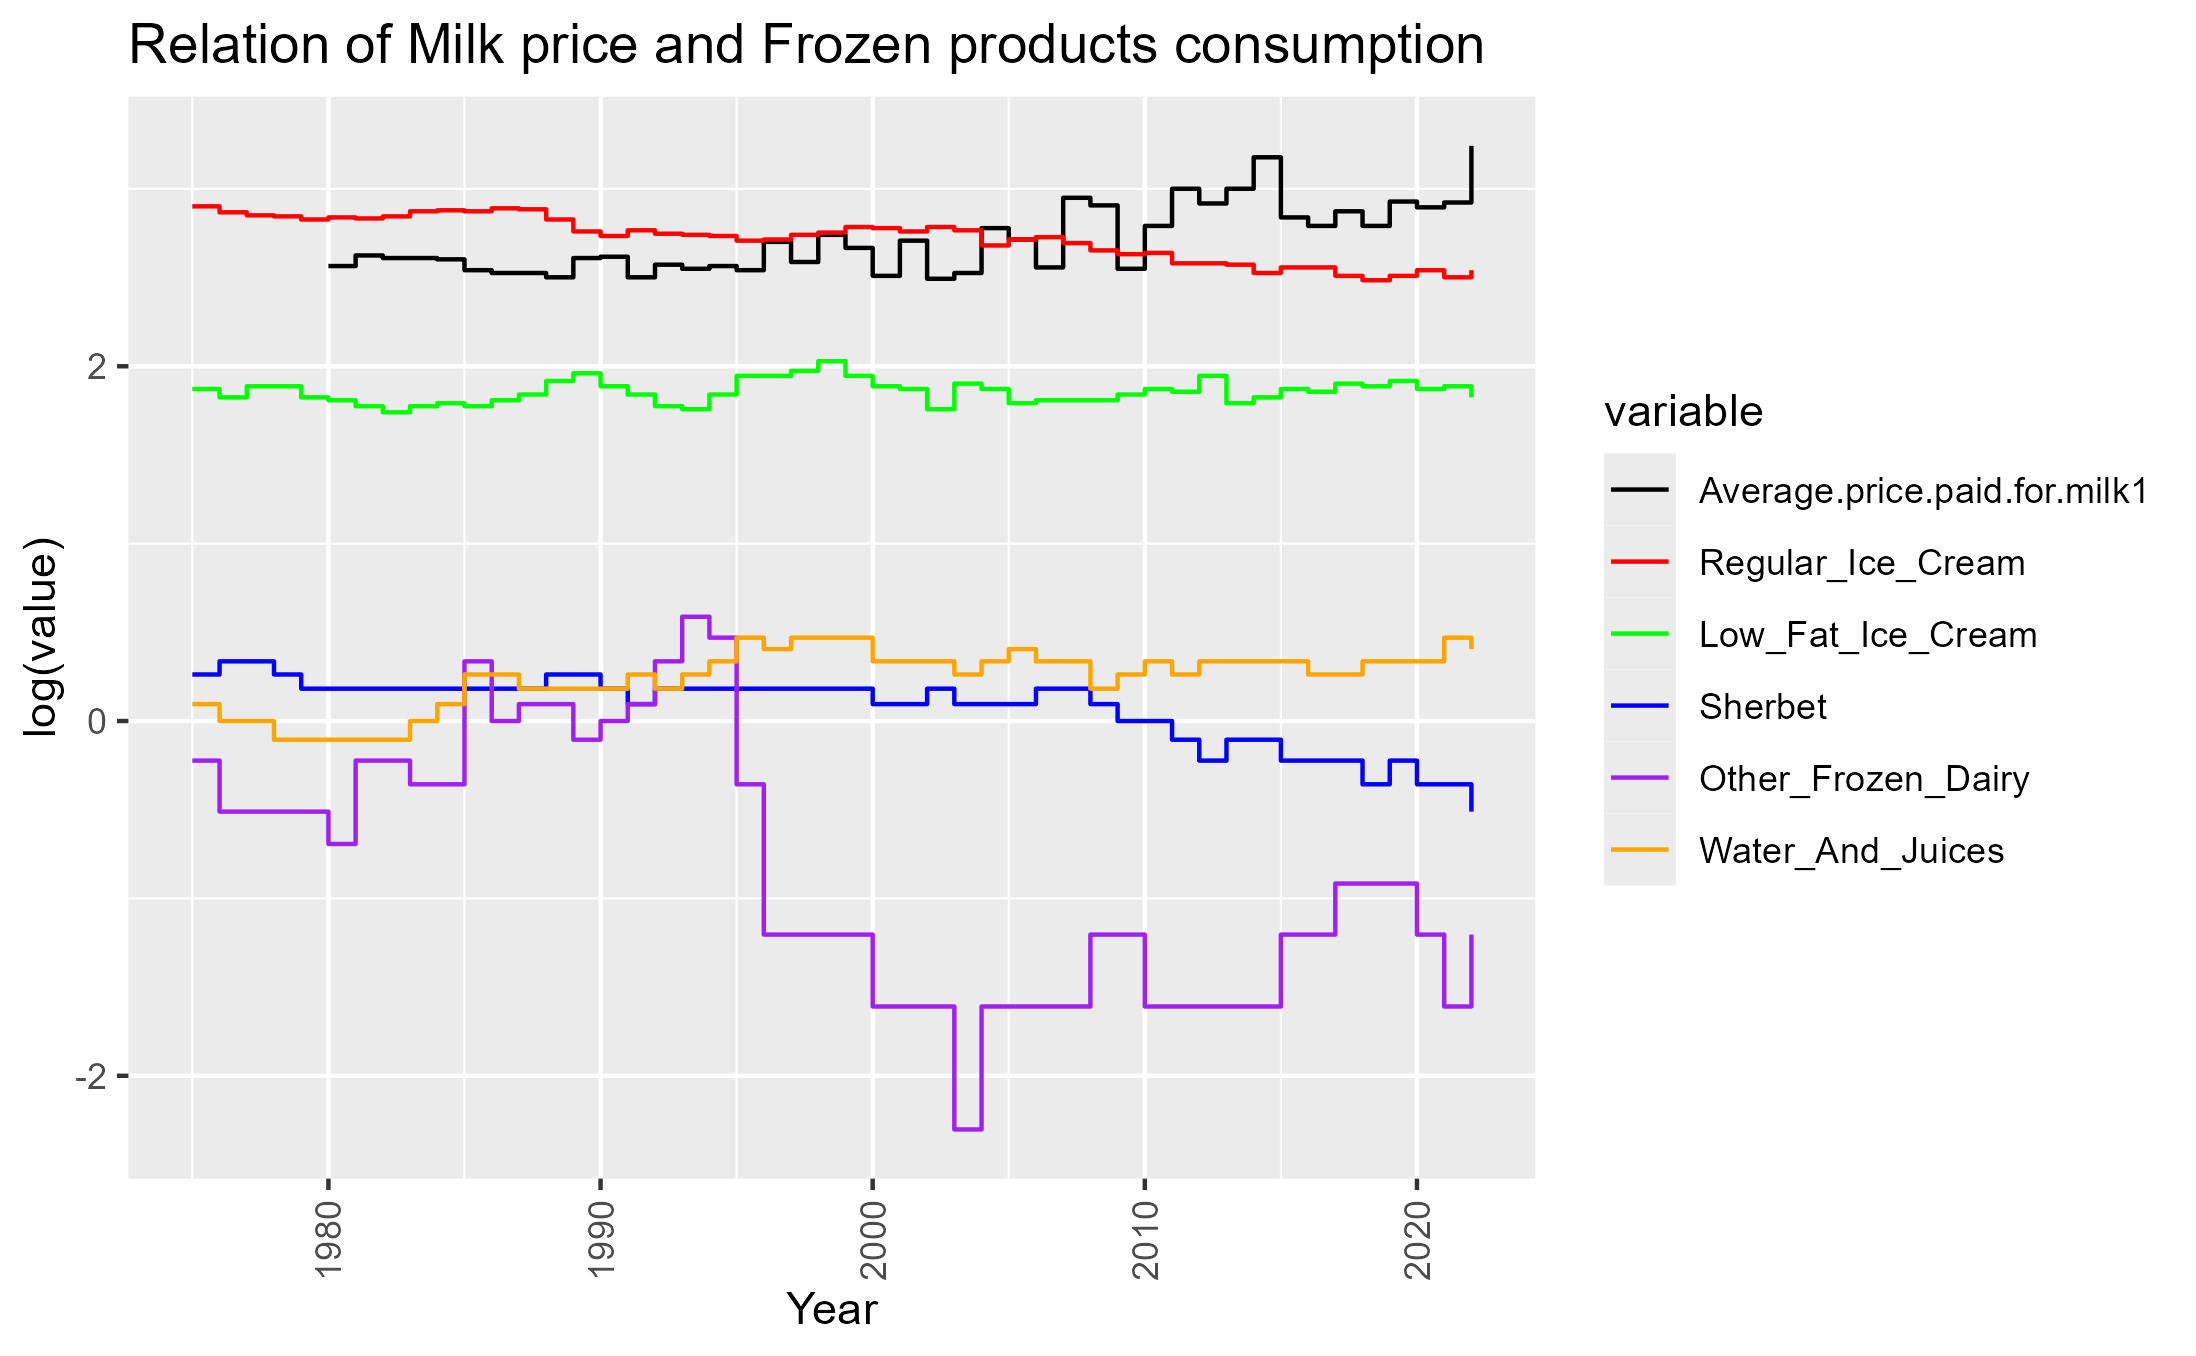 Relation of Milk price and Frozen products consumption
log(value)
2
0
-2
1980
1990
2000
2010
2020
Year
variable
Average.price.paid.for.milk1
Regular_Ice_Cream
Low_Fat_Ice_Cream
Sherbet
Other_Frozen_Dairy
Water_And_Juices